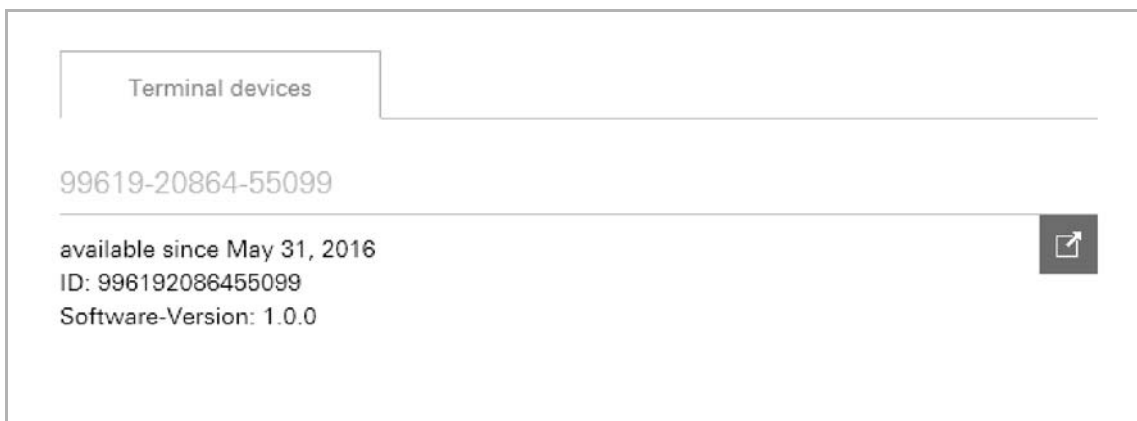 Terminal devices
99619-20864-55099
available since May 31, 2016
ID: 996192086455099
Software-Version: 1.0.0